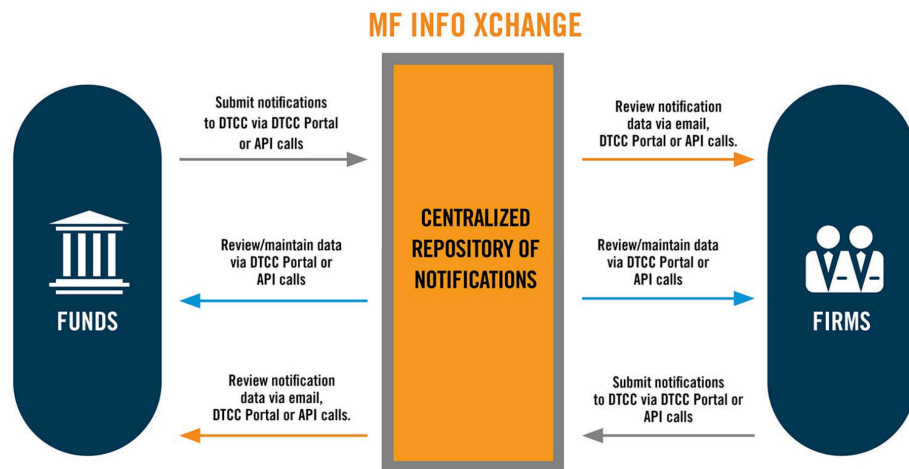 MF INFO XCHANGE
Submit notifications
to DTCC via DTCC Portal
or API calls
Review/maintain data
via DTCC Portal or
API calls
Review notification
data via email,
DTCC Portal or API calls.
FUNDS
CENTRALIZED
REPOSITORY OF
NOTIFICATIONS
Review notification
data via email,
DTCC Portal or API calls.
Review/maintain data
via DTCC Portal or
API calls
Submit notifications
to DTCC via DTCC Portal or
API calls
FIRMS